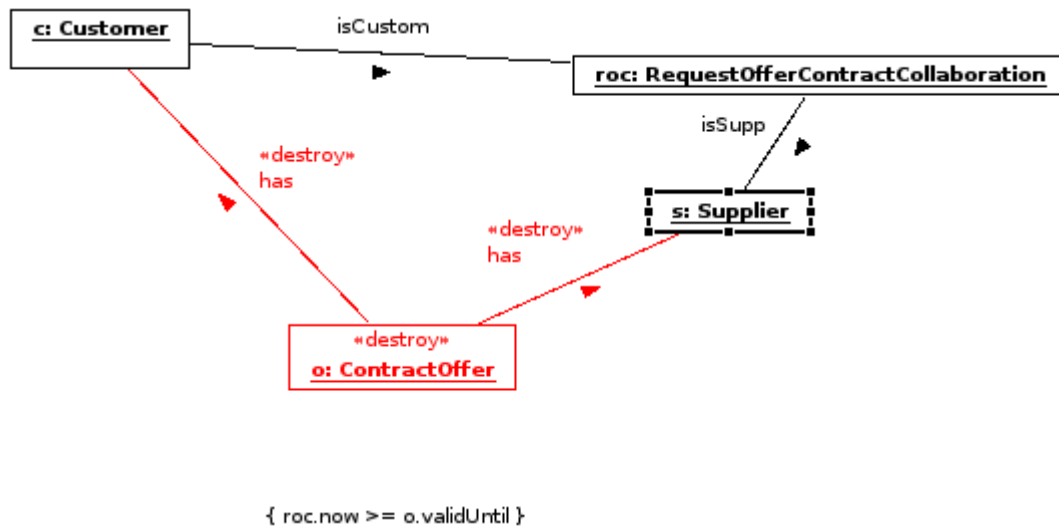 c: Customer
isCustom
roc: RequestOfferContractCollaboration
isSupp
«destroy»
has
s: Supplier
«destroy»
has
«destroy»
o: ContractOffer
{ roc.now >= o.validUntil }